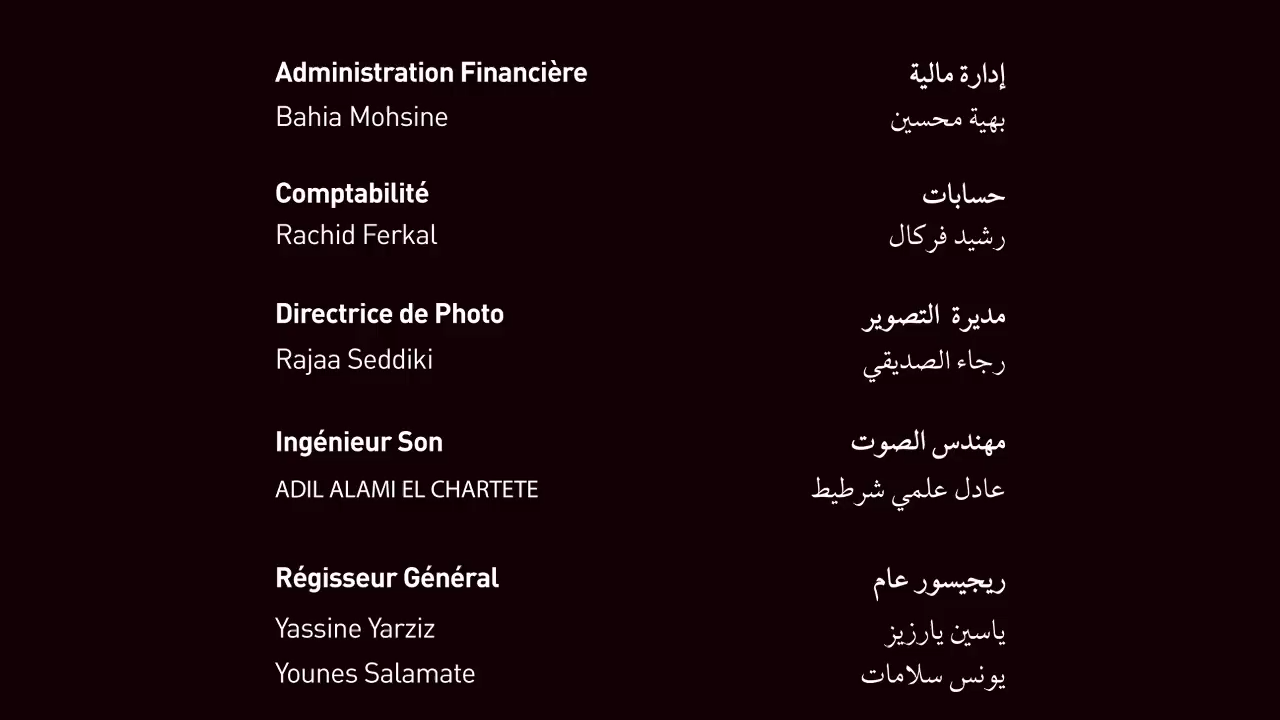 Administration Financière
إدارة مالية
Bahia Mohsine
بهية محسين
Comptabilité
حسابات
Rachid Ferkal
رشيد فركال
Directrice de Photo
مديرة التصوير
Rajaa Seddiki
رجاء الصديقي
Ingénieur Son
مهندس الصوت
ADIL ALAMI EL CHARTETE
عادل علمي شرطيط
Régisseur Général
ريجيسور عام
Yassine Yarziz
ياسين يارزيز
Younes Salamate
يونس سلامات